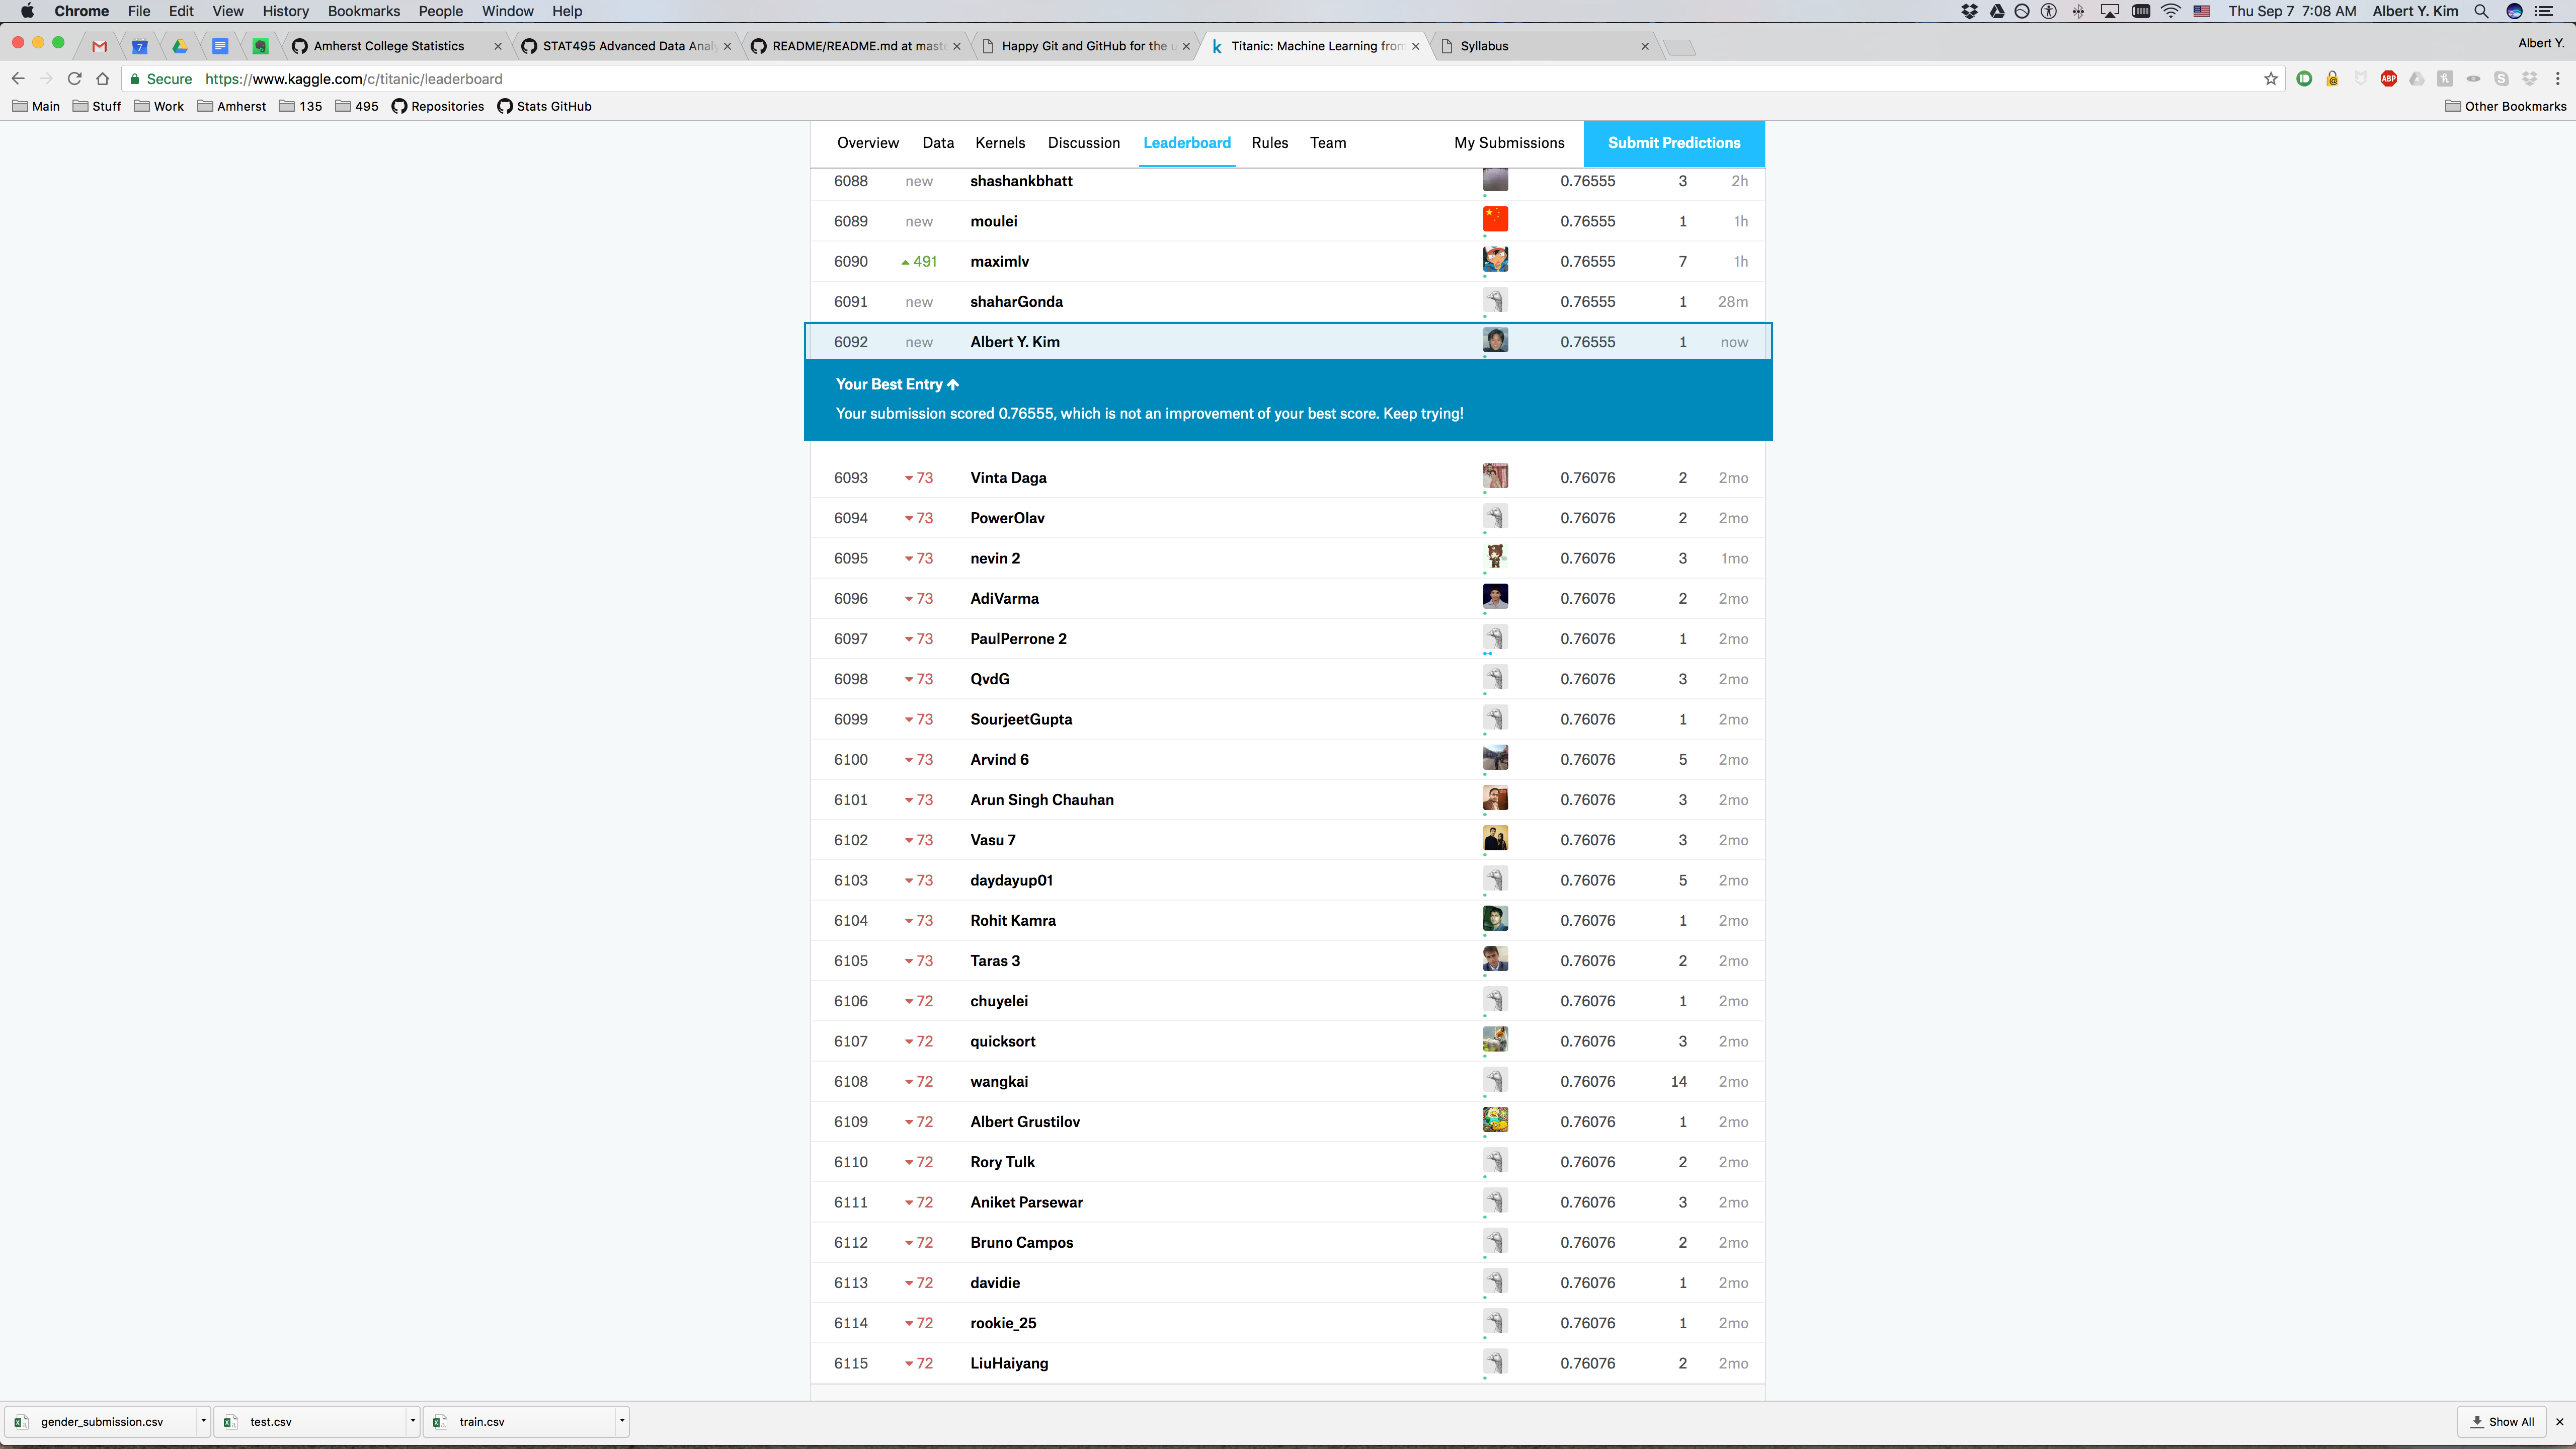 Chrome File Edit View History Bookmarks People Window Help Thu Sep 7 7:08 AM Albert Y. Kim
7 Amherst College Statistics STAT495 Advanced Data Analy README/README.md at maste Happy Git and GitHub for the u Titanic: Machine Learning from Syllabus Albert Y.
Secure https://www.kaggle.com/c/titanic/leaderboard ABP
Main Stuff Work Amherst 135 495 Repositories Stats GitHub Other Bookmarks
Overview Data Kernels Discussion Leaderboard Rules Team My Submissions Submit Predictions
6088 new shashankbhatt 0.76555 3 2h
6089 new moulei 0.76555 1 1h
6090 491 maximlv 0.76555 7 1h
6091 new shaharGonda 0.76555 1 28m
6092 new Albert Y. Kim 0.76555 1 now
Your Best Entry
Your submission scored 0.76555, which is not an improvement of your best score. Keep trying!
6093 73 Vinta Daga 0.76076 2 2mo
6094 73 PowerOlav 0.76076 2 2mo
6095 73 nevin 2 0.76076 3 1mo
6096 73 AdiVarma 0.76076 2 2mo
6097 73 PaulPerrone 2 0.76076 1 2mo
6098 73 QvdG 0.76076 3 2mo
6099 73 SourjeetGupta 0.76076 1 2mo
6100 73 Arvind 6 0.76076 5 2mo
6101 73 Arun Singh Chauhan 0.76076 3 2mo
6102 73 Vasu 7 0.76076 3 2mo
6103 73 daydayup01 0.76076 5 2mo
6104 73 Rohit Kamra 0.76076 1 2mo
6105 73 Taras 3 0.76076 2 2mo
6106 72 chuyelei 0.76076 1 2mo
6107 72 quicksort 0.76076 3 2mo
6108 72 wangkai 0.76076 14 2mo
6109 72 Albert Grustilov 0.76076 1 2mo
6110 72 Rory Tulk 0.76076 2 2mo
6111 72 Aniket Parsewar 0.76076 3 2mo
6112 72 Bruno Campos 0.76076 2 2mo
6113 72 davidie 0.76076 1 2mo
6114 72 rookie_25 0.76076 1 2mo
6115 72 LiuHaiyang 0.76076 2 2mo
gender_submission.csv test.csv train.csv Show All